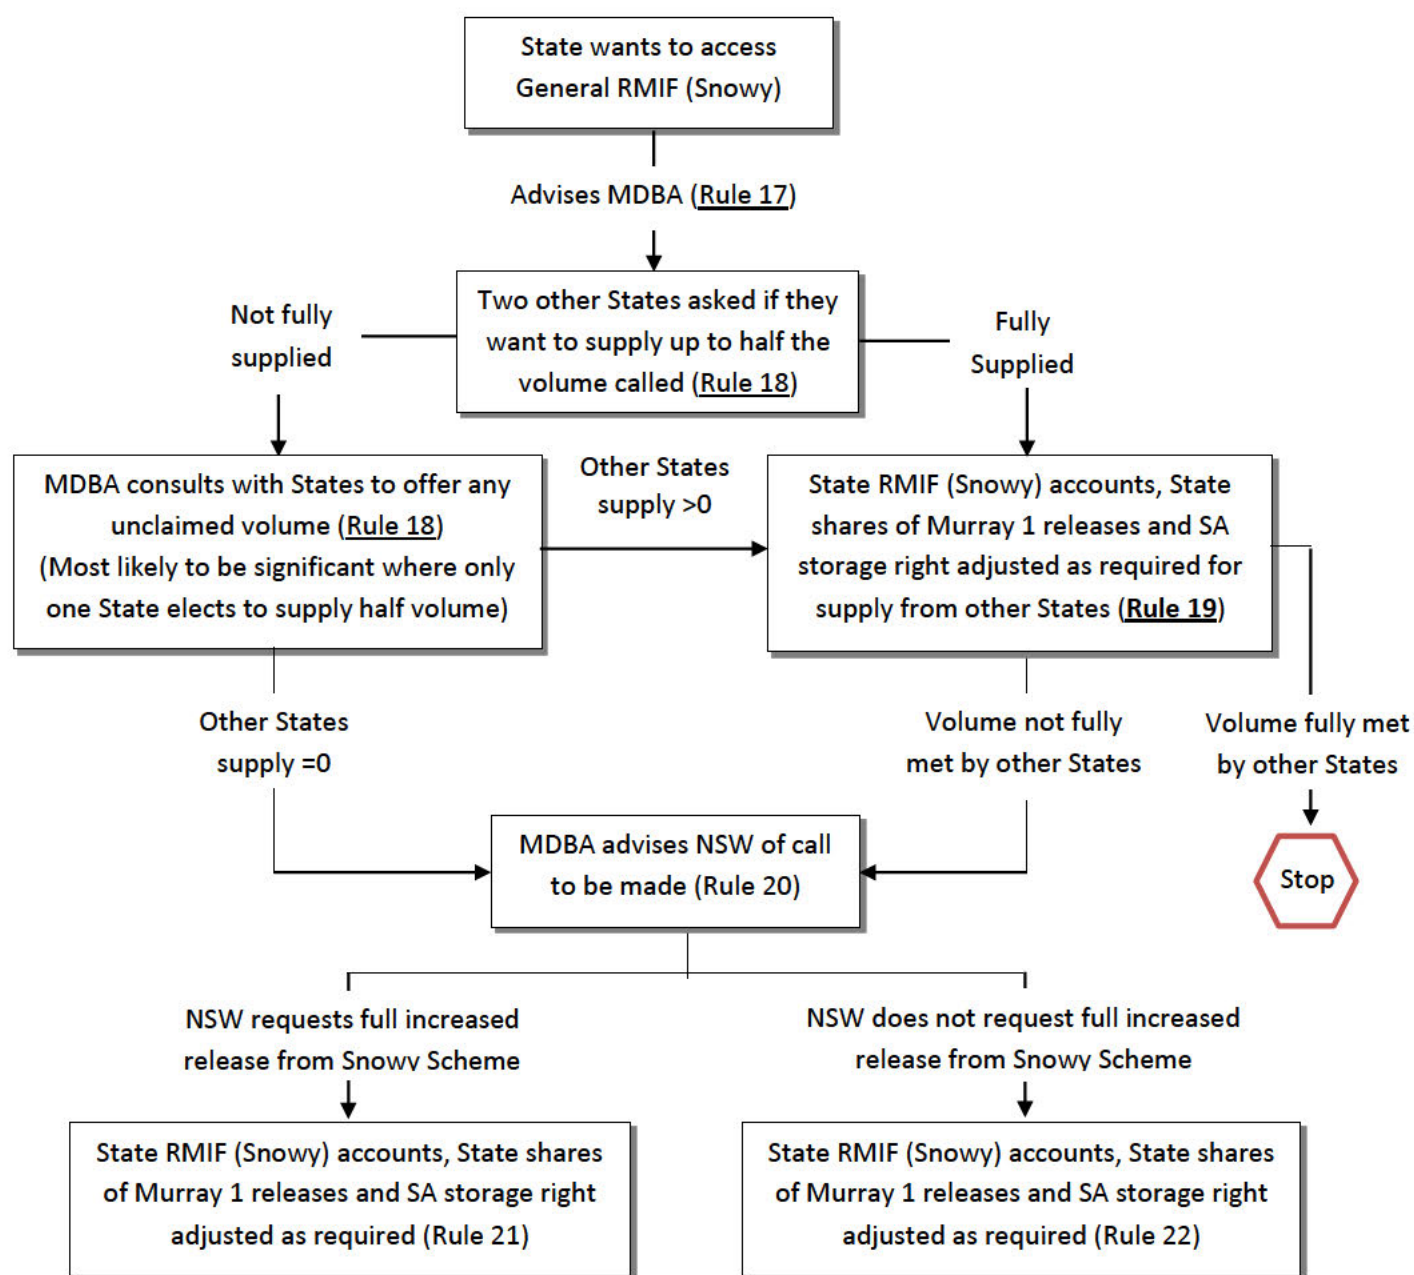 State wants to access
General RMIF (Snowy)
Advises MDBA (Rule 17)
Two other States asked if they
want to supply up to half the
volume called (Rule 18)
Not fully
supplied
Fully
Supplied
MDBA consults with States to offer any
unclaimed volume (Rule 18)
(Most likely to be significant where only
one State elects to supply half volume)
Other States
supply >0
State RMIF (Snowy) accounts, State
shares of Murray 1 releases and SA
storage right adjusted as required for
supply from other States (Rule 19)
Other States
supply =0
Volume not fully
met by other States
Volume fully met
by other States
MDBA advises NSW of call
to be made (Rule 20)
Stop
NSW requests full increased
release from Snowy Scheme
NSW does not request full increased
release from Snowy Scheme
State RMIF (Snowy) accounts, State shares
of Murray 1 releases and SA storage right
adjusted as required (Rule 21)
State RMIF (Snowy) accounts, State shares
of Murray 1 releases and SA storage right
adjusted as required (Rule 22)